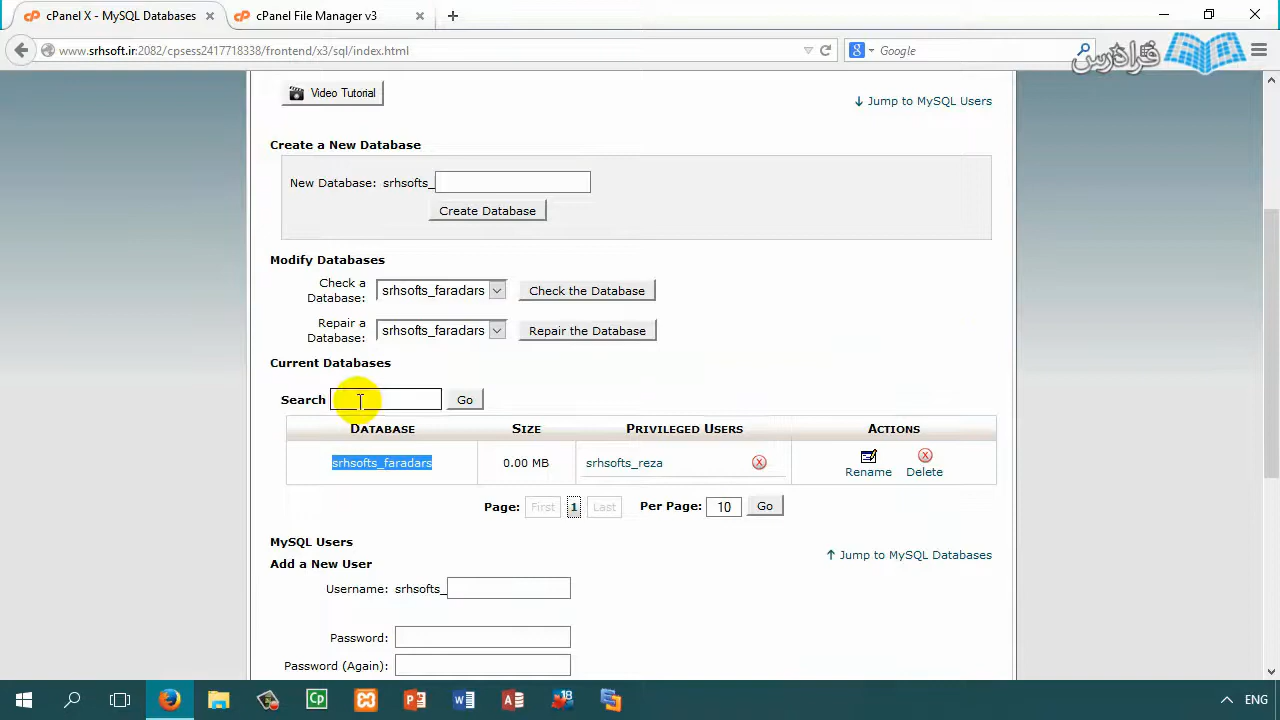 cPanel X - MySQL Databases
cPanel File Manager v3
www.srhsoft.ir:2082/cpsess2417718338/frontend/x3/sql/index.html
Google
فرادرس
Video Tutorial
Jump to MySQL Users
Create a New Database
New Database: srhsofts_
Create Database
Modify Databases
Check a Database: srhsofts_faradars Check the Database
Repair a Database: srhsofts_faradars Repair the Database
Current Databases
Search Go
DATABASE SIZE PRIVILEGED USERS ACTIONS
srhsofts_faradars 0.00 MB srhsofts_reza Rename Delete
Page: First 1 Last Per Page: 10 Go
MySQL Users
Jump to MySQL Databases
Add a New User
Username: srhsofts_
Password:
Password (Again):
ENG